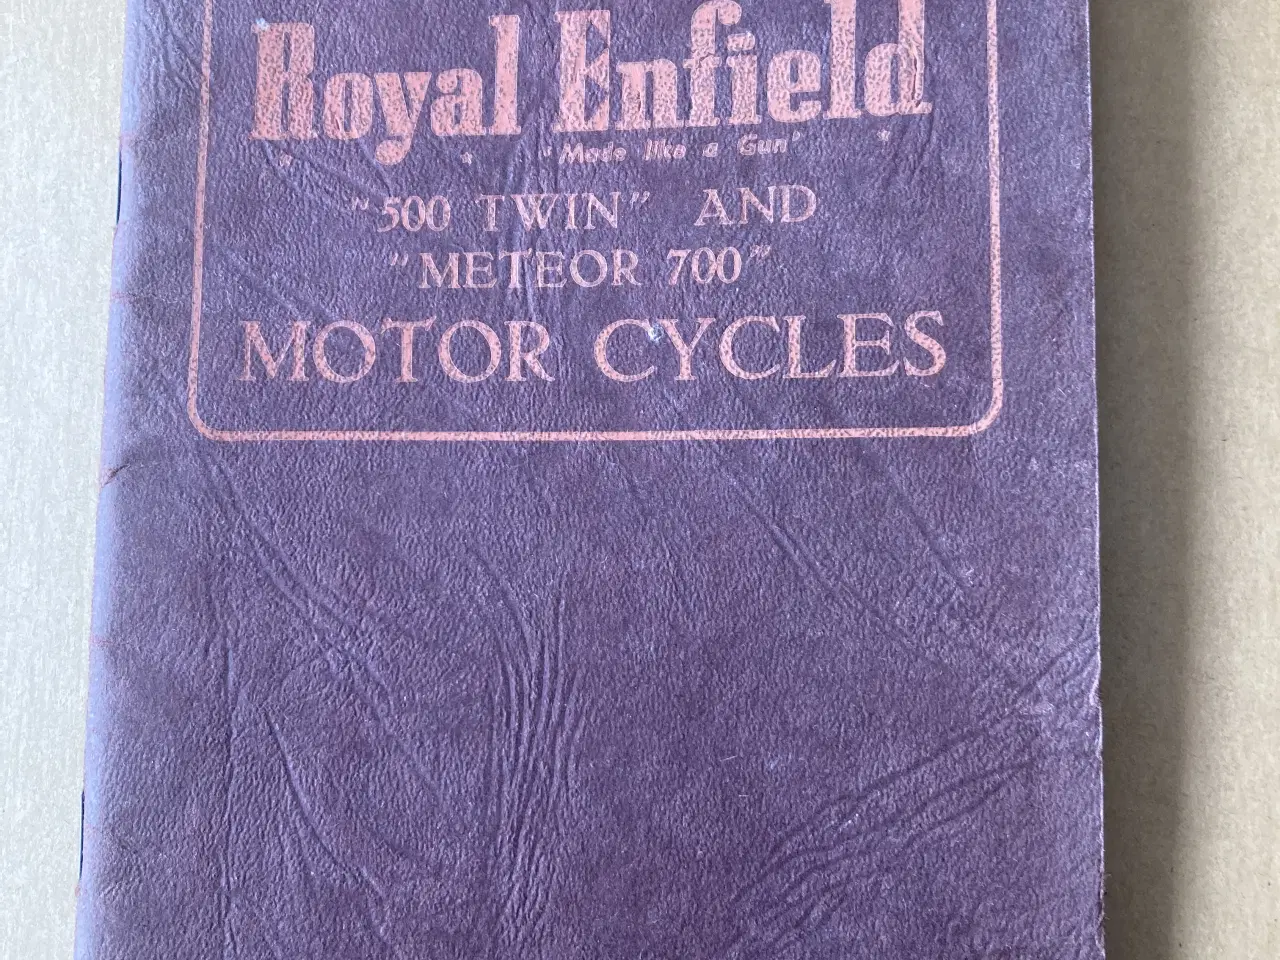 Royal Enfield
"Made like a Gun"
"500 TWIN" AND
"METEOR 700"
MOTOR CYCLES